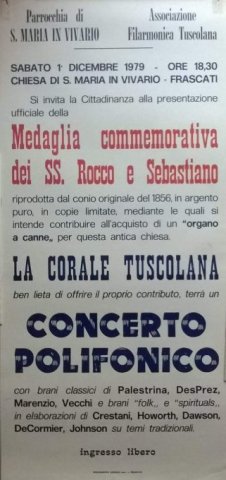 Parrocchia di Associazione
S. MARIA IN VIVARIO Filarmonica Tuscolana
SABATO 1° DICEMBRE 1979 - ORE 18,30
CHIESA DI S. MARIA IN VIVARIO - FRASCATI
Si invita la Cittadinanza alla presentazione
ufficiale della
Medaglia commemorativa
dei SS. Rocco e Sebastiano
riprodotta dal conio originale del 1856, in argento
puro, in copie limitate, mediante le quali si
intende contribuire all'acquisto di un "organo
a canne„ per questa antica chiesa.
LA CORALE TUSCOLANA
ben lieta di offrire il proprio contributo, terrà un
CONCERTO
POLIFONICO
con brani classici di Palestrina, DesPrez,
Marenzio, Vecchi e brani "folk„ e "spirituals„
in elaborazioni di Crestani, Howorth, Dawson,
DeCormier, Johnson su temi tradizionali.
ingresso libero